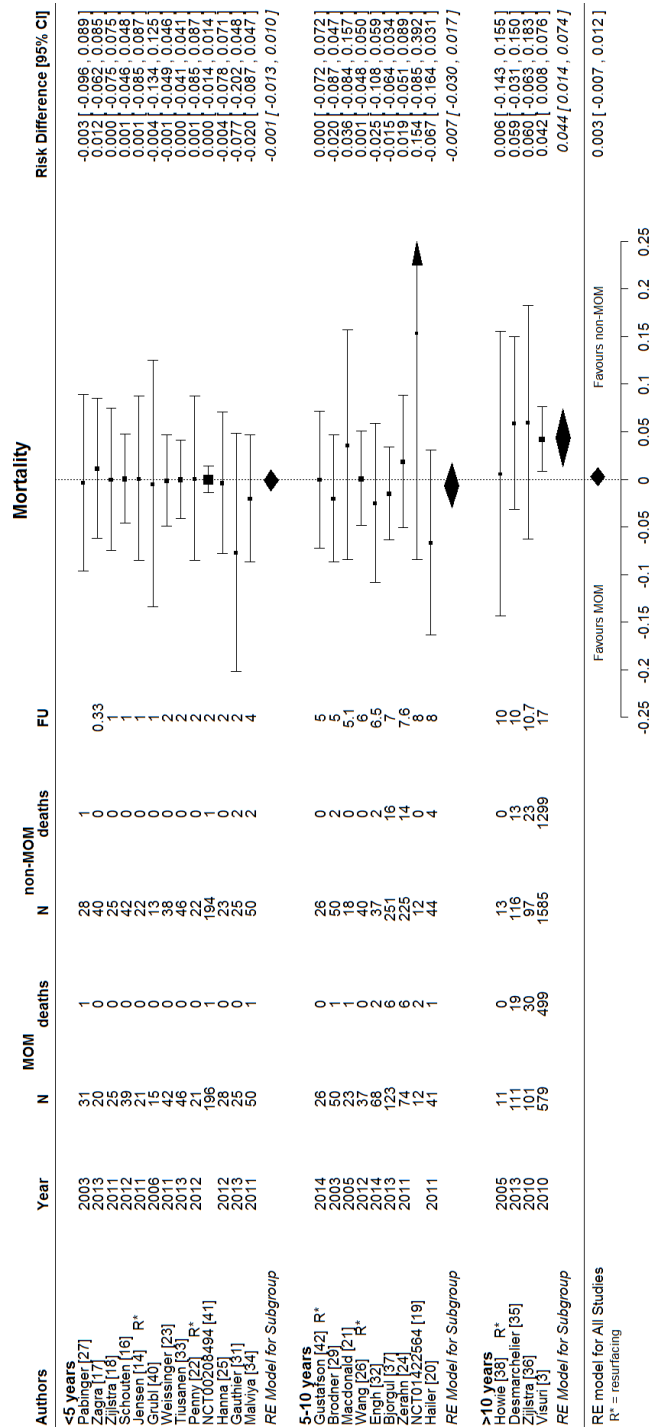 Mortality
MOM non-MOM
Authors Year N deaths N deaths FU Risk Difference [95% CI]
<5 years
Pabinger [27] 2003 31 1 28 1 -0.003 [ -0.096 , 0.089 ]
Zagra [17] 2013 20 0 40 0 0.33 0.012 [ -0.062 , 0.085 ]
Zijlstra [18] 2011 25 0 25 0 1 0.000 [ -0.075 , 0.075 ]
Schouten [16] 2012 39 0 42 0 1 0.001 [ -0.046 , 0.048 ]
Jenssen [4] R* 2011 21 0 22 0 1 0.001 [ -0.085 , 0.087 ]
Grubl [40] 2006 15 0 13 0 1 -0.004 [ -0.134 , 0.125 ]
Weissinger [23] 2011 42 0 38 0 2 -0.001 [ -0.049 , 0.046 ]
Tiusanen [33] 2013 46 0 46 0 2 0.000 [ -0.041 , 0.041 ]
Penny [22] R* 2012 21 0 22 0 2 0.001 [ -0.085 , 0.087 ]
NCT00208494 [41] 196 1 194 1 2 0.000 [ -0.014 , 0.014 ]
Hanna [25] 2012 28 0 23 0 2 -0.004 [ -0.078 , 0.071 ]
Gauthier [31] 2013 25 0 25 2 2 -0.077 [ -0.202 , 0.048 ]
Malviya [34] 2011 50 1 50 2 4 -0.020 [ -0.087 , 0.047 ]
RE Model for Subgroup -0.001 [ -0.013 , 0.010 ]
5-10 years
Gustafson [42] R* 2014 26 0 26 0 5 0.000 [ -0.072 , 0.072 ]
Brodner [29] 2003 50 1 50 2 5 -0.020 [ -0.087 , 0.047 ]
Macdonald [21] 2005 23 1 18 0 5.1 0.036 [ -0.084 , 0.157 ]
Wang [26] R* 2012 37 0 40 0 6 0.001 [ -0.048 , 0.050 ]
Engh [32] 2014 68 2 37 2 6.5 -0.025 [ -0.108 , 0.059 ]
Bjorgul [37] 2013 123 6 251 16 7 -0.015 [ -0.064 , 0.034 ]
Zerahn [24] 2011 74 6 225 14 7.6 0.019 [ -0.051 , 0.089 ]
NCT01422564 [19] 12 2 12 0 8 0.154 [ -0.085 , 0.392 ]
Hailer [20] 2011 41 1 44 4 8 -0.067 [ -0.164 , 0.031 ]
RE Model for Subgroup -0.007 [ -0.030 , 0.017 ]
>10 years
Howie [38] R* 2005 11 0 13 0 10 0.006 [ -0.143 , 0.155 ]
Desmarchelier [35] 2013 111 19 116 13 10 0.059 [ -0.031 , 0.150 ]
Zijlstra [36] 2010 101 30 97 23 10.7 0.060 [ -0.063 , 0.183 ]
Visuri [3] 2010 579 499 1585 1299 17 0.042 [ 0.008 , 0.076 ]
RE Model for Subgroup 0.044 [ 0.014 , 0.074 ]
RE model for All Studies Favours MOM Favours non-MOM 0.003 [ -0.007 , 0.012 ]
R* = resurfacing
-0.25 -0.2 -0.15 -0.1 -0.05 0 0.05 0.1 0.15 0.2 0.25